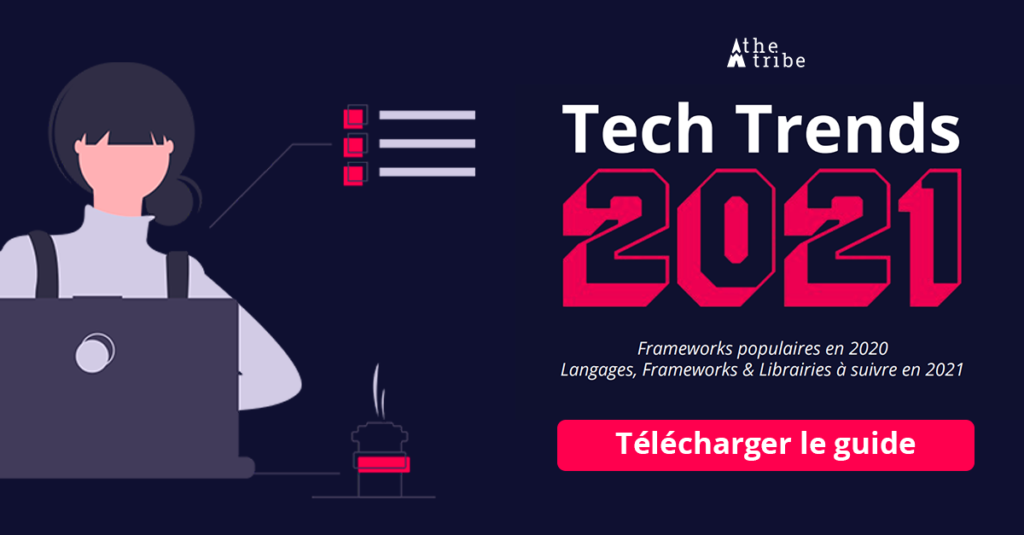 the
tribe
Tech Trends
2021
Frameworks populaires en 2020
Langages, Frameworks & Librairies à suivre en 2021
Télécharger le guide